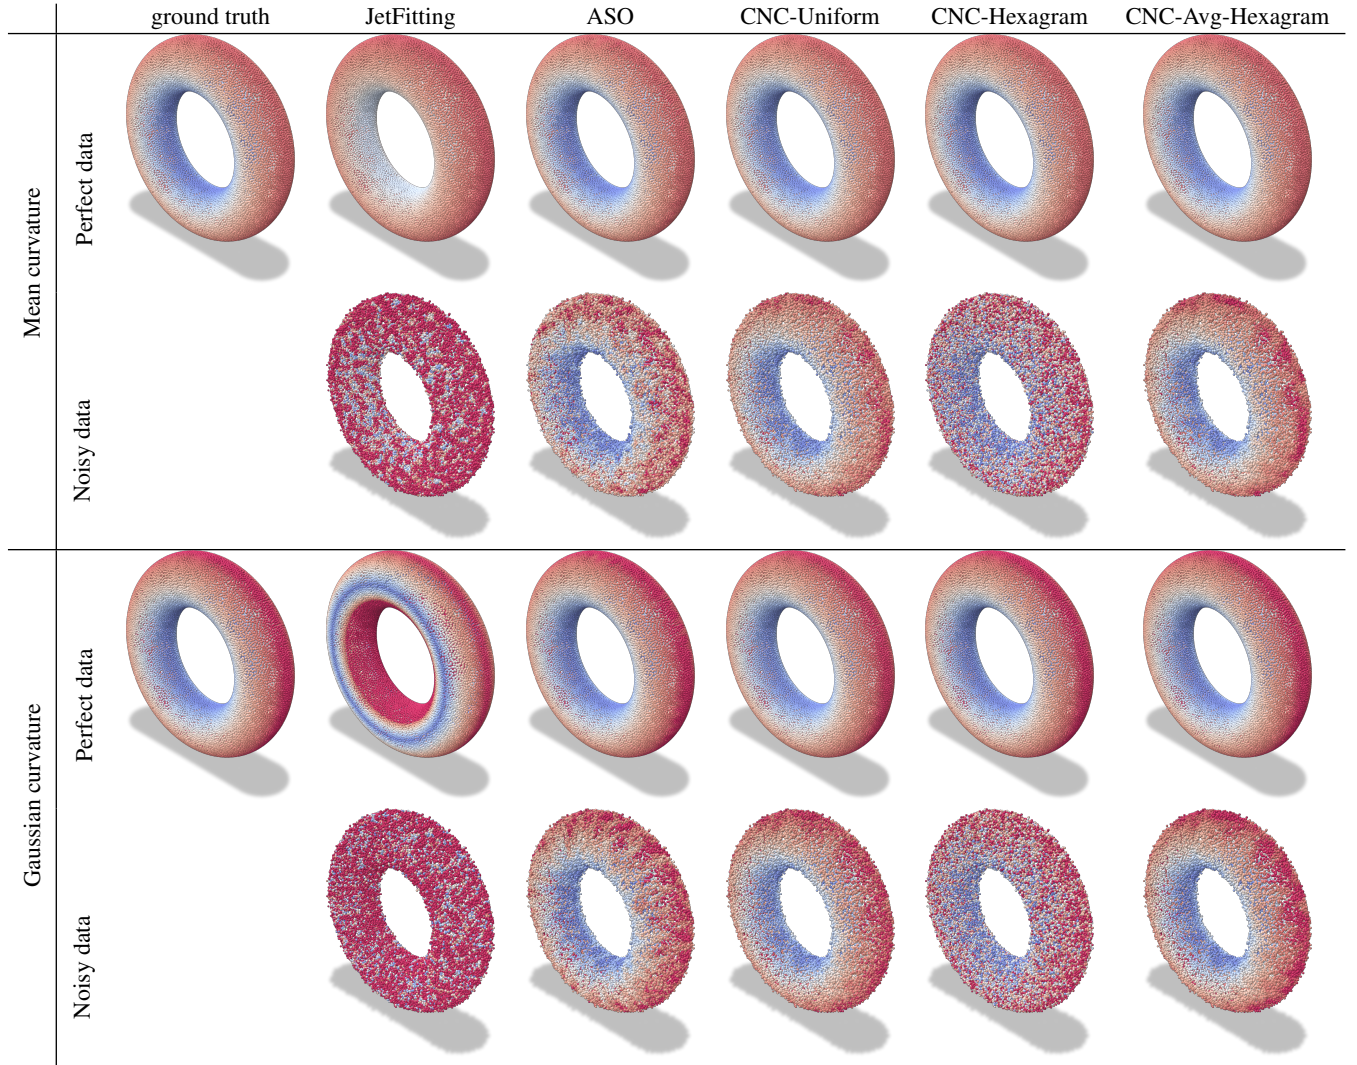 ground truth JetFitting ASO CNC-Uniform CNC-Hexagram CNC-Avg-Hexagram
Mean curvature
Perfect data
Noisy data
Gaussian curvature
Perfect data
Noisy data